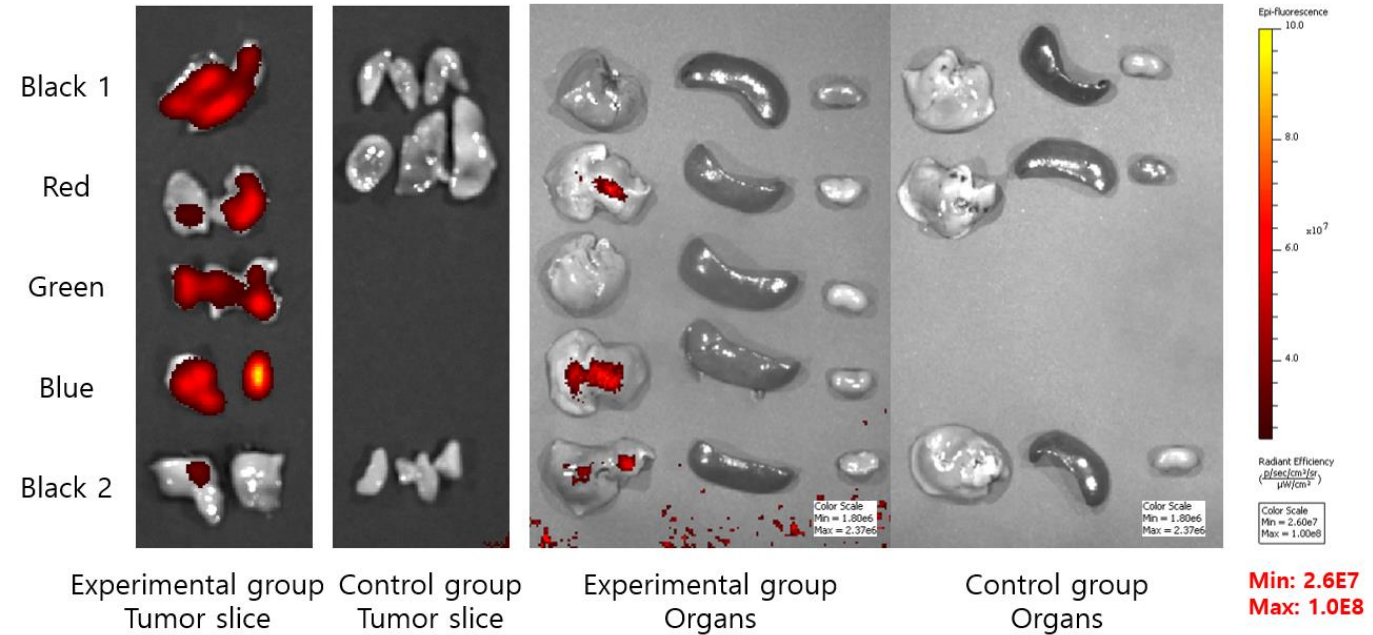 Black 1
Red
Green
Blue
Black 2
Experimental group
Tumor slice
Control group
Tumor slice
Color Scale
Min = 1.80e6
Max = 2.37e6
Experimental group
Organs
Color Scale
Min = 1.80e6
Max = 2.37e6
Control group
Organs
Epi-fluorescence
10.0
8.0
x10⁷
6.0
4.0
Radiant Efficiency
(p/sec/cm²/sr
µW/cm²)
Color Scale
Min = 2.60e7
Max = 1.00e8
Min: 2.6E7
Max: 1.0E8